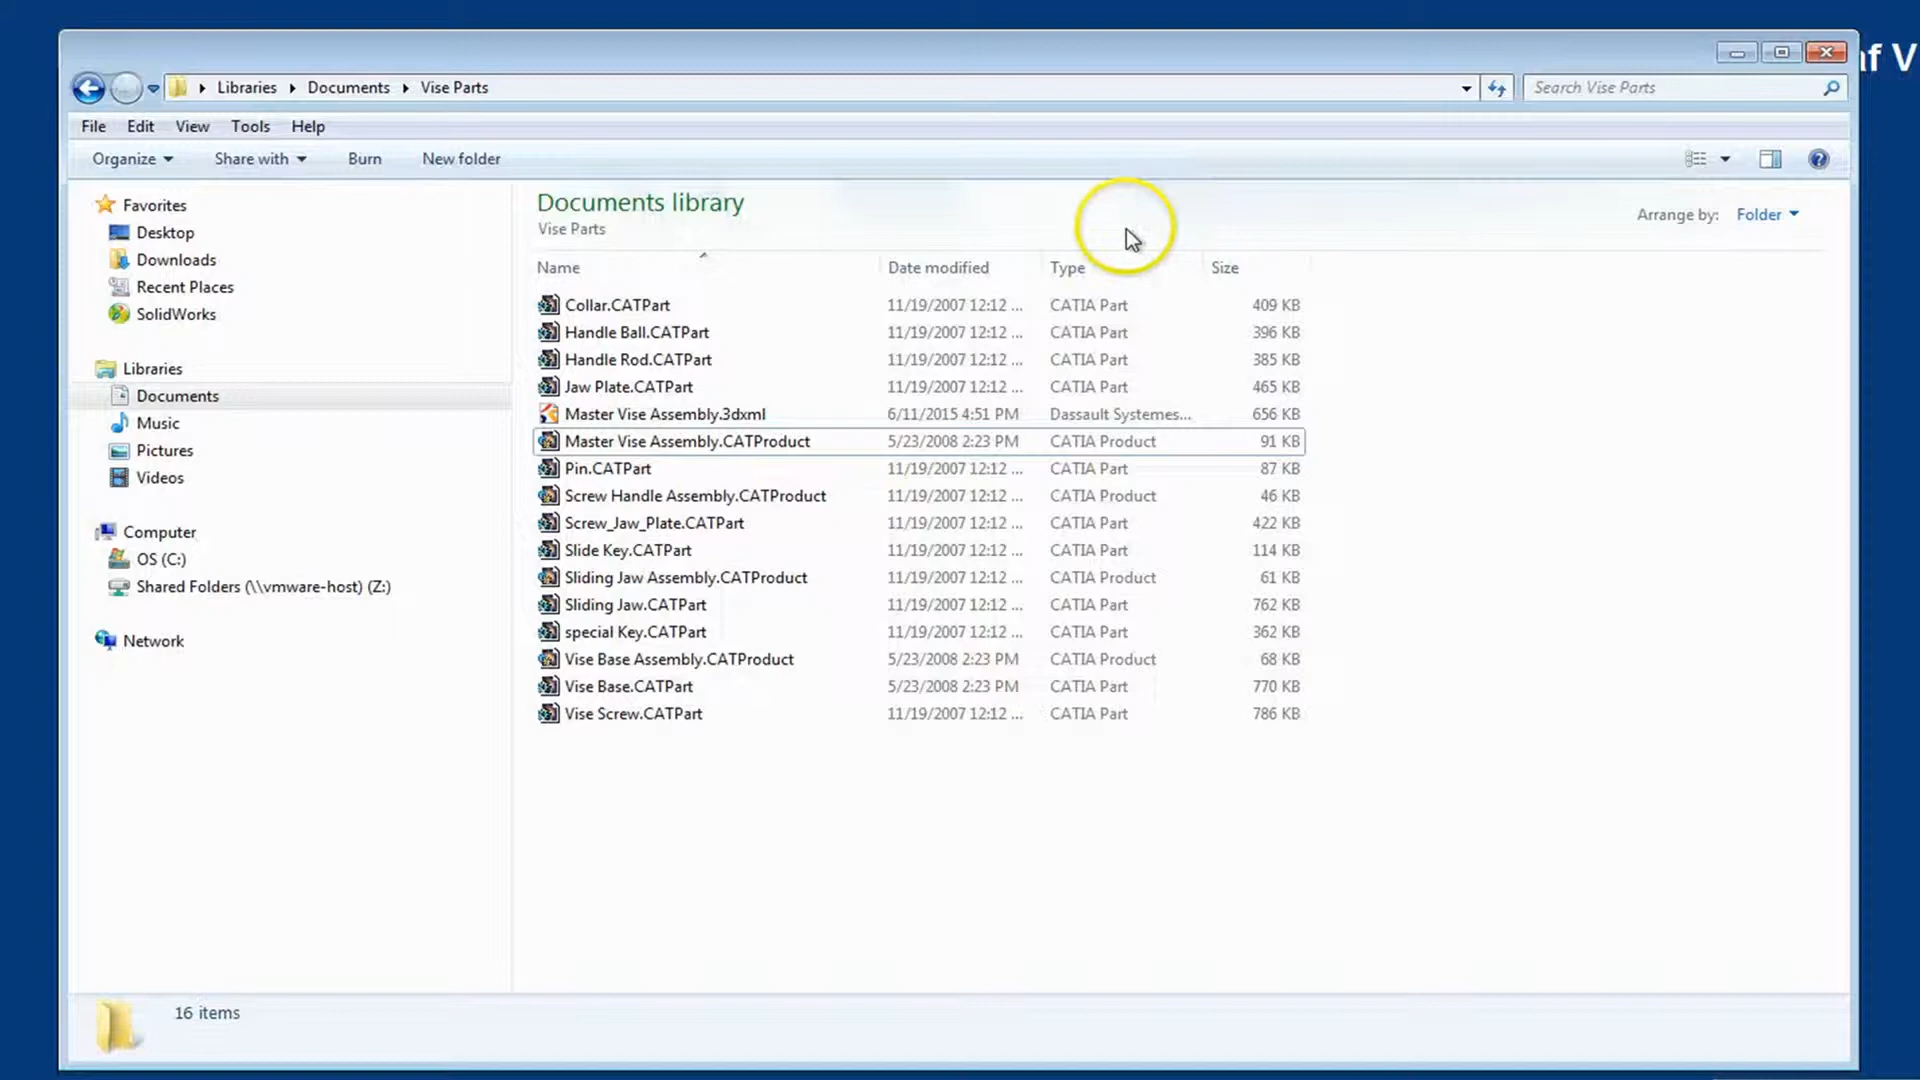 af V
Libraries Documents Vise Parts
Search Vise Parts
File Edit View Tools Help
Organize Share with Burn New folder
Favorites
Desktop
Downloads
Recent Places
SolidWorks
Libraries
Documents
Music
Pictures
Videos
Computer
OS (C:)
Shared Folders (\\vmware-host) (Z:)
Network
Documents library
Vise Parts
Arrange by: Folder
Name Date modified Type Size
Collar.CATPart 11/19/2007 12:12 ... CATIA Part 409 KB
Handle Ball.CATPart 11/19/2007 12:12 ... CATIA Part 396 KB
Handle Rod.CATPart 11/19/2007 12:12 ... CATIA Part 385 KB
Jaw Plate.CATPart 11/19/2007 12:12 ... CATIA Part 465 KB
Master Vise Assembly.3dxml 6/11/2015 4:51 PM Dassault Systemes... 656 KB
Master Vise Assembly.CATProduct 5/23/2008 2:23 PM CATIA Product 91 KB
Pin.CATPart 11/19/2007 12:12 ... CATIA Part 87 KB
Screw Handle Assembly.CATProduct 11/19/2007 12:12 ... CATIA Product 46 KB
Screw_Jaw_Plate.CATPart 11/19/2007 12:12 ... CATIA Part 422 KB
Slide Key.CATPart 11/19/2007 12:12 ... CATIA Part 114 KB
Sliding Jaw Assembly.CATProduct 11/19/2007 12:12 ... CATIA Product 61 KB
Sliding Jaw.CATPart 11/19/2007 12:12 ... CATIA Part 762 KB
special Key.CATPart 11/19/2007 12:12 ... CATIA Part 362 KB
Vise Base Assembly.CATProduct 5/23/2008 2:23 PM CATIA Product 68 KB
Vise Base.CATPart 5/23/2008 2:23 PM CATIA Part 770 KB
Vise Screw.CATPart 11/19/2007 12:12 ... CATIA Part 786 KB
16 items